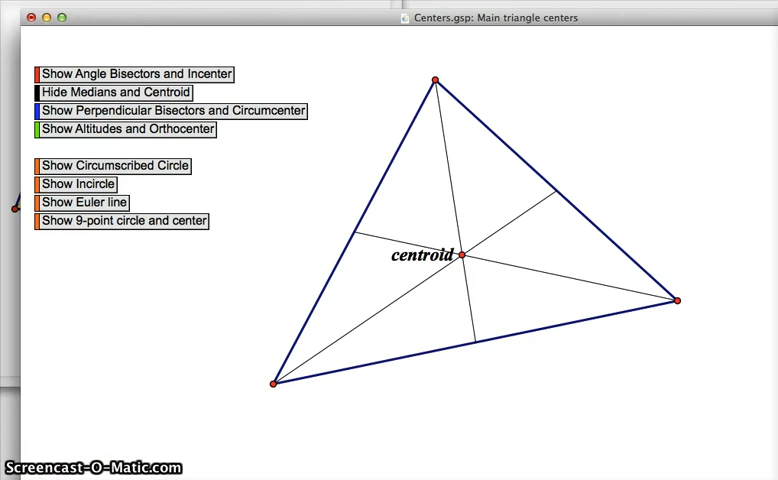 Centers.gsp: Main triangle centers
Show Angle Bisectors and Incenter
Hide Medians and Centroid
Show Perpendicular Bisectors and Circumcenter
Show Altitudes and Orthocenter
Show Circumscribed Circle
Show Incircle
Show Euler line
Show 9-point circle and center
centroid
Screencast-O-Matic.com